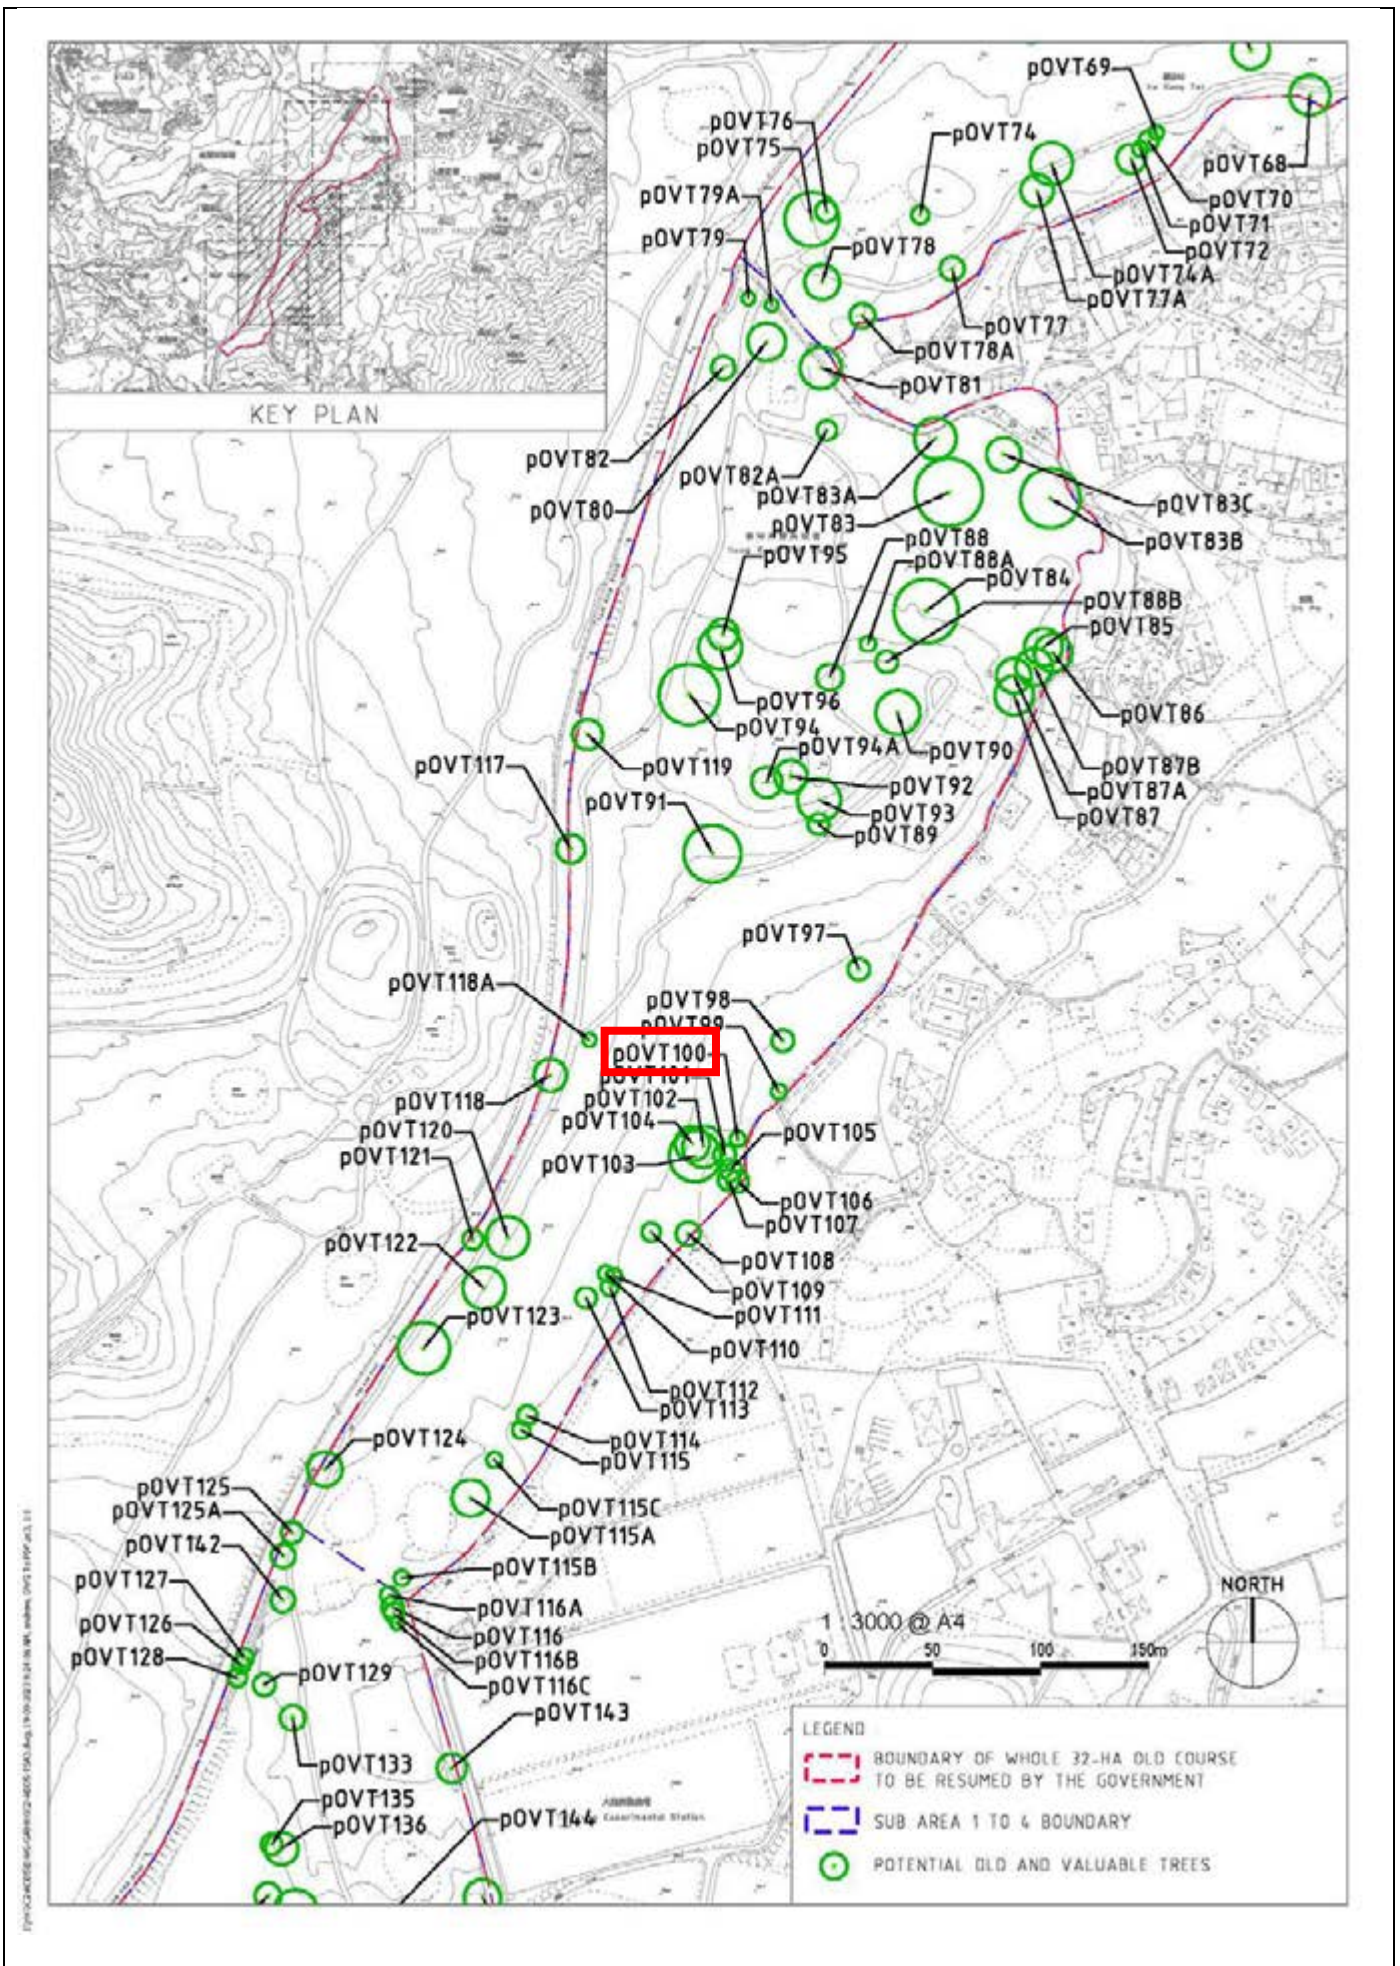 pOVT69
pOVT76
pOVT74
pOVT75
pOVT68
pOVT79A
pOVT70
pOVT71
pOVT79
pOVT78
pOVT72
pOVT74A
pOVT77A
pOVT77
pOVT78A
pOVT81
KEY PLAN
pOVT82
pOVT82A
pOVT83A
pOVT83C
pOVT80
pOVT83
pOVT88
pOVT83B
pOVT95
pOVT88A
pOVT84
pOVT88B
pOVT85
pOVT96
pOVT86
pOVT94
pOVT94A
pOVT90
pOVT117
pOVT119
pOVT87B
pOVT92
pOVT87A
pOVT91
pOVT93
pOVT87
pOVT89
pOVT97
pOVT118A
pOVT98
pOVT99
pOVT100
pOVT101
pOVT118
pOVT102
pOVT104
pOVT120
pOVT105
pOVT121
pOVT103
pOVT106
pOVT107
pOVT122
pOVT108
pOVT109
pOVT123
pOVT111
pOVT110
pOVT112
pOVT113
pOVT124
pOVT114
pOVT115
pOVT125
pOVT125A
pOVT115C
pOVT115A
pOVT142
pOVT115B
pOVT127
NORTH
pOVT116A
pOVT126
1 : 3000 @ A4
pOVT116
0 50 100 150m
pOVT128
pOVT116B
pOVT129
pOVT116C
pOVT143
LEGEND
BOUNDARY OF WHOLE 32-HA OLD COURSE
TO BE RESUMED BY THE GOVERNMENT
pOVT133
pOVT135
pOVT136
Experimental Station
pOVT144
SUB AREA 1 TO 4 BOUNDARY
POTENTIAL OLD AND VALUABLE TREES